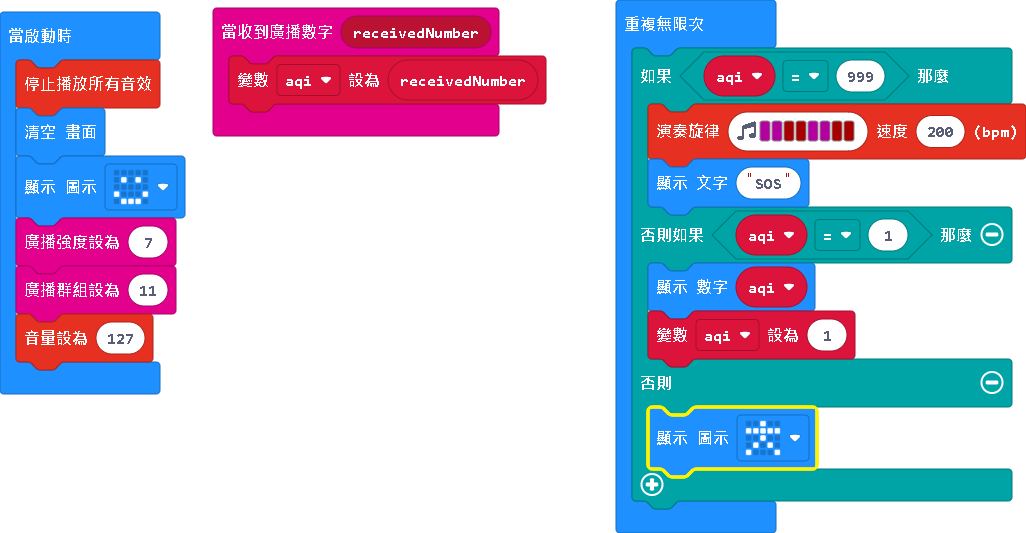 當啟動時
停止播放所有音效
清空 畫面
顯示 圖示
廣播強度設為 7
廣播群組設為 11
音量設為 127
當收到廣播數字 receivedNumber
變數 aqi 設為 receivedNumber
重複無限次
如果 aqi = 999 那麼
演奏旋律 速度 200 (bpm)
顯示 文字 "SOS"
否則如果 aqi = 1 那麼
顯示 數字 aqi
變數 aqi 設為 1
否則
顯示 圖示